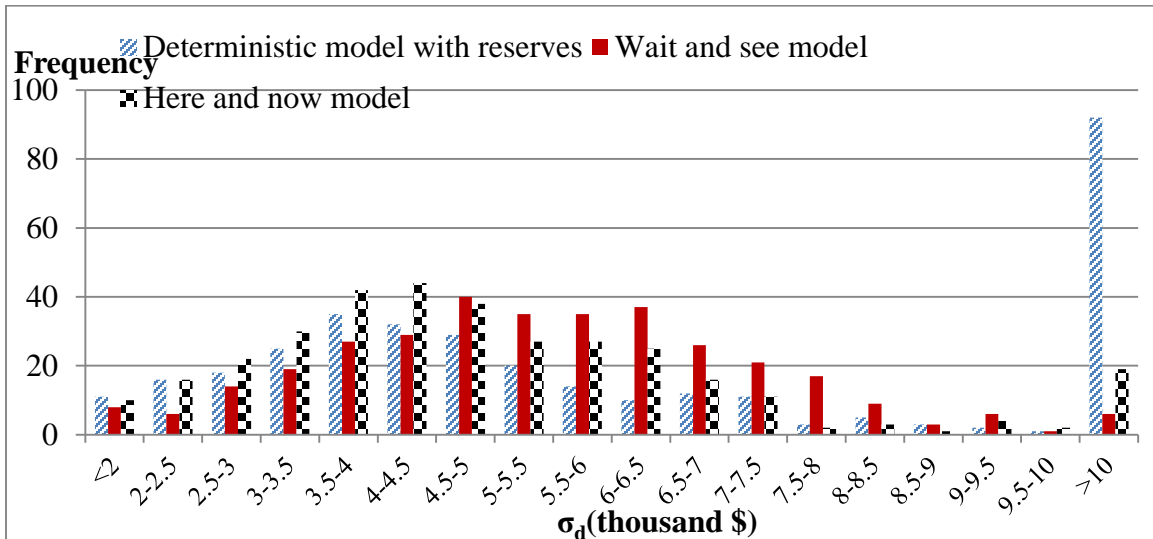 Deterministic model with reserves Wait and see model
Frequency
Here and now model
100
80
60
40
20
0
<2 2-2.5 2.5-3 3-3.5 3.5-4 4-4.5 4.5-5 5-5.5 5.5-6 6-6.5 6.5-7 7-7.5 7.5-8 8-8.5 8.5-9 9-9.5 9.5-10 >10
σd(thousand $)